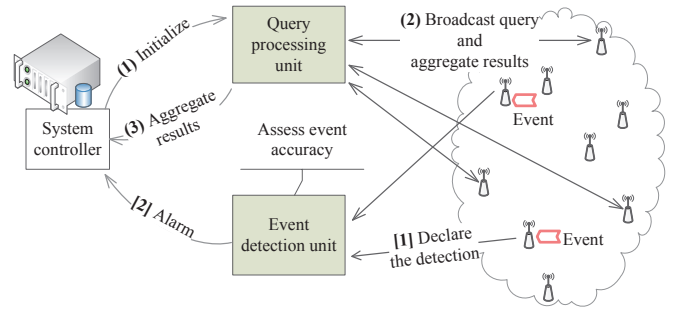 (1) Initialize
Query
processing
unit
(2) Broadcast query
and
aggregate results
Event
System
controller
(3) Aggregate
results
Assess event
accuracy
[2] Alarm
Event
detection unit
[1] Declare
the detection
Event